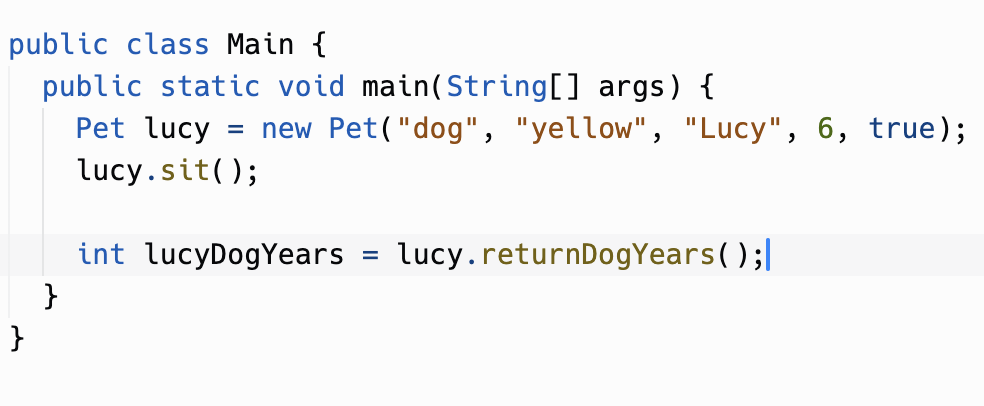 public class Main {
  public static void main(String[] args) {
    Pet lucy = new Pet("dog", "yellow", "Lucy", 6, true);
    lucy.sit();

    int lucyDogYears = lucy.returnDogYears();
  }
}